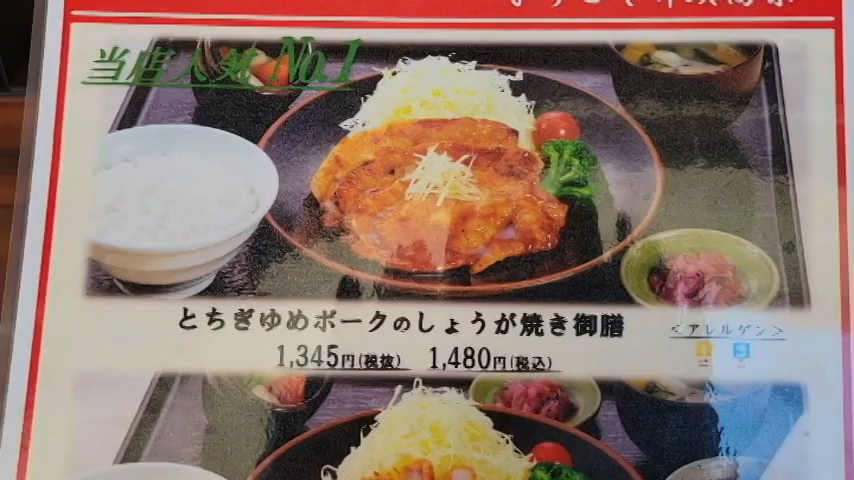 当店人気 No.1
とちぎゆめポークのしょうが焼き御膳
<アレルゲン>
1,345円(税抜) 1,480円(税込)